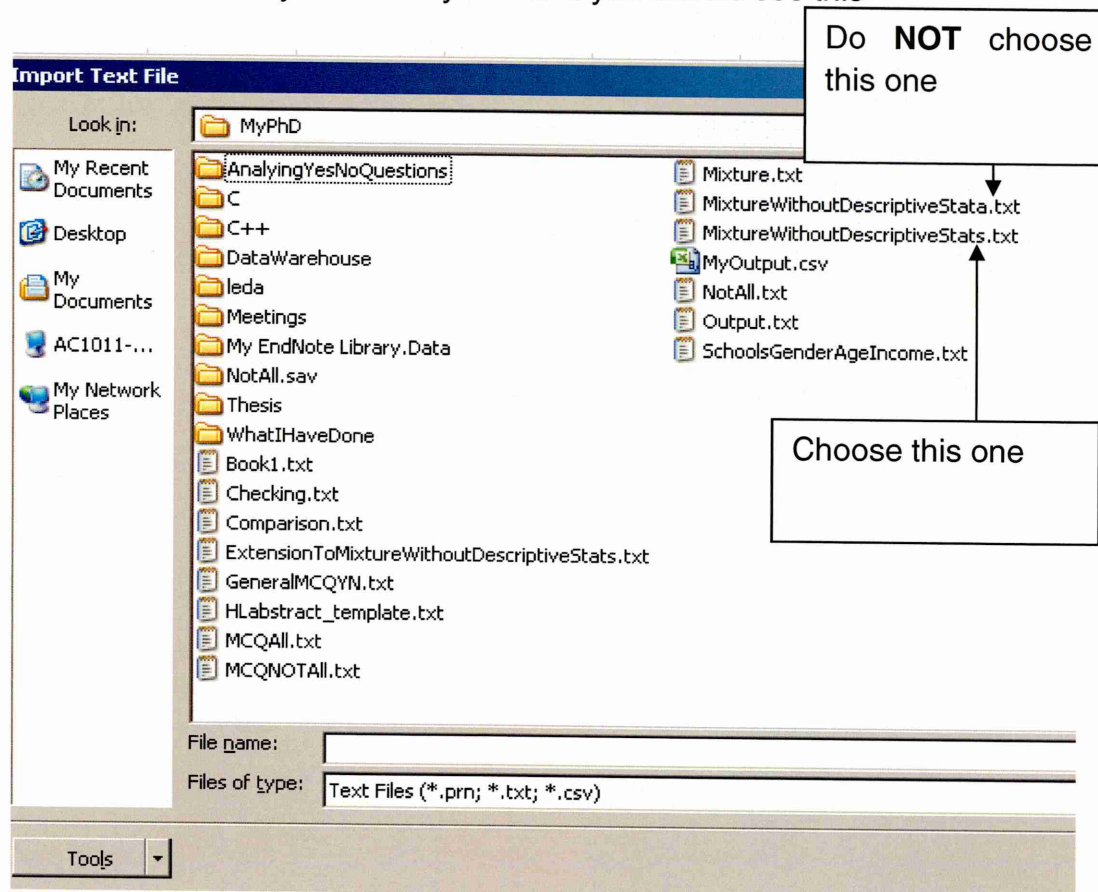 Do NOT choose
this one
Import Text File
Look in:
MyPhD
My Recent
Documents
Desktop
My
Documents
AC1011-...
My Network
Places
AnalyingYesNoQuestions
C
C++
DataWarehouse
leda
Meetings
My EndNote Library.Data
NotAll.sav
Thesis
WhatIHaveDone
Book1.txt
Checking.txt
Comparison.txt
ExtensionToMixtureWithoutDescriptiveStats.txt
GeneralMCQYN.txt
HLabstract_template.txt
MCQAll.txt
MCQNOTAll.txt
Mixture.txt
MixtureWithoutDescriptiveStata.txt
MixtureWithoutDescriptiveStats.txt
MyOutput.csv
NotAll.txt
Output.txt
SchoolsGenderAgeIncome.txt
Choose this one
File name:
Files of type:
Text Files (*.prn; *.txt; *.csv)
Tools